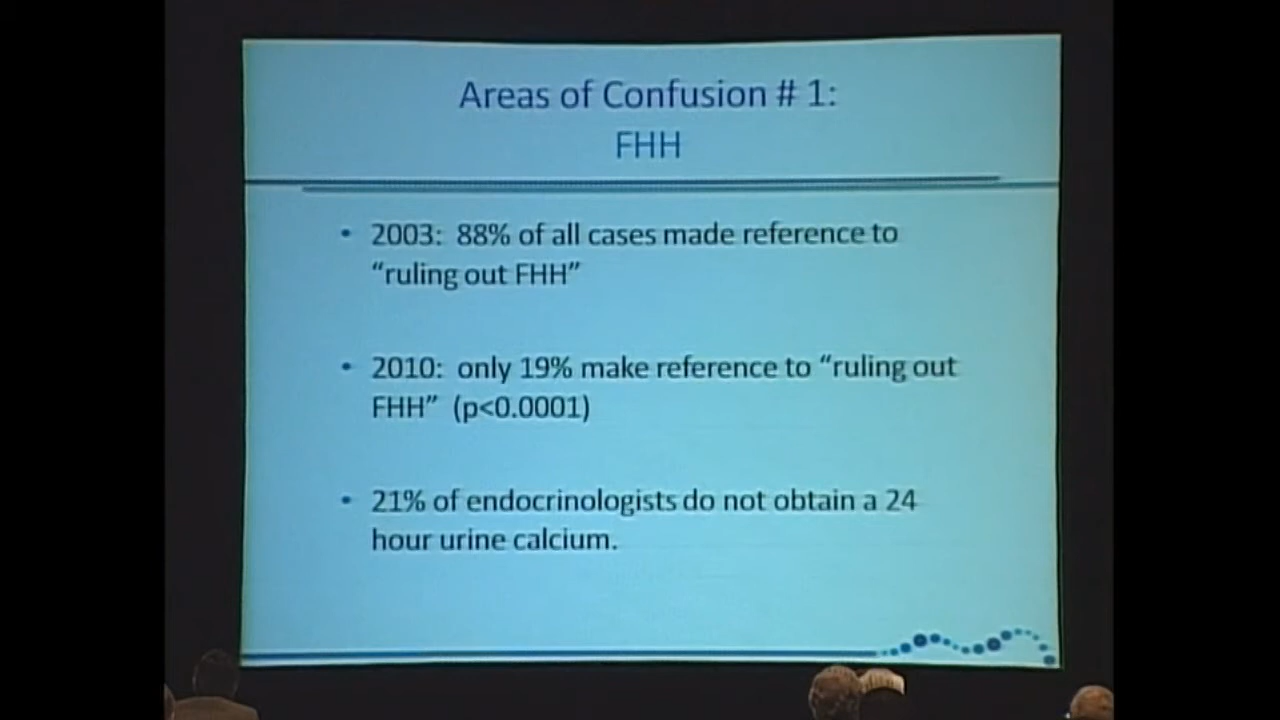 Areas of Confusion # 1:
FHH
• 2003: 88% of all cases made reference to
“ruling out FHH”
• 2010: only 19% make reference to “ruling out
FHH” (p<0.0001)
• 21% of endocrinologists do not obtain a 24
hour urine calcium.